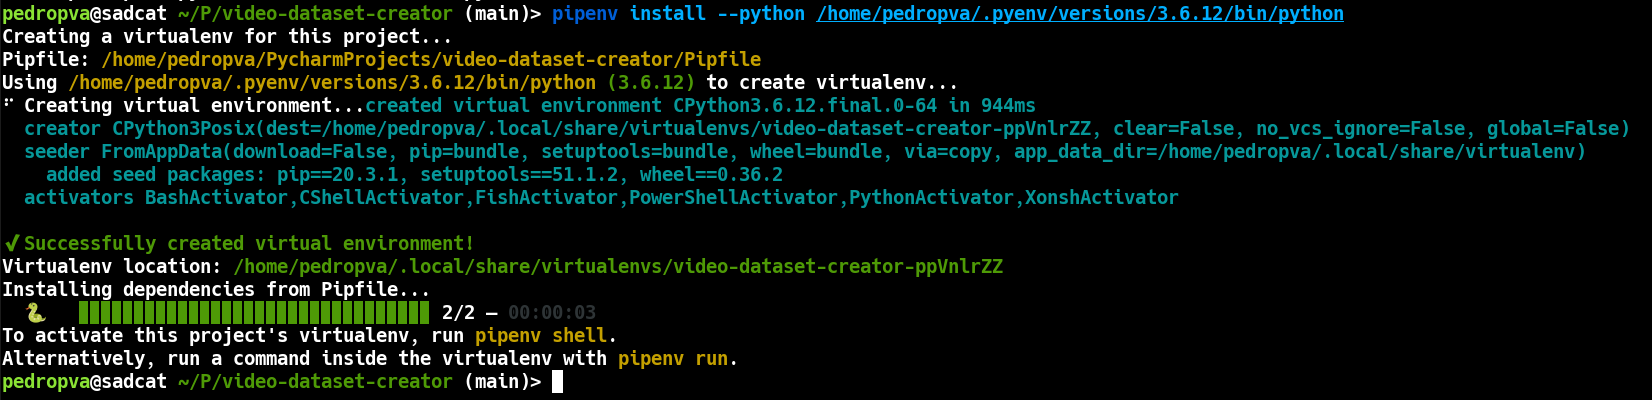 pedropva@sadcat ~/P/video-dataset-creator (main)> pipenv install --python /home/pedropva/.pyenv/versions/3.6.12/bin/python
Creating a virtualenv for this project...
Pipfile: /home/pedropva/PycharmProjects/video-dataset-creator/Pipfile
Using /home/pedropva/.pyenv/versions/3.6.12/bin/python (3.6.12) to create virtualenv...
⠋ Creating virtual environment...created virtual environment CPython3.6.12.final.0-64 in 944ms
  creator CPython3Posix(dest=/home/pedropva/.local/share/virtualenvs/video-dataset-creator-ppVnlrZZ, clear=False, no_vcs_ignore=False, global=False)
  seeder FromAppData(download=False, pip=bundle, setuptools=bundle, wheel=bundle, via=copy, app_data_dir=/home/pedropva/.local/share/virtualenv)
    added seed packages: pip==20.3.1, setuptools==51.1.2, wheel==0.36.2
  activators BashActivator,CShellActivator,FishActivator,PowerShellActivator,PythonActivator,XonshActivator
✔ Successfully created virtual environment!
Virtualenv location: /home/pedropva/.local/share/virtualenvs/video-dataset-creator-ppVnlrZZ
Installing dependencies from Pipfile...
  🐍   ▉▉▉▉▉▉▉▉▉▉▉▉▉▉▉▉▉▉▉▉▉▉▉▉▉▉▉▉▉▉▉▉ 2/2 — 00:00:03
To activate this project's virtualenv, run pipenv shell.
Alternatively, run a command inside the virtualenv with pipenv run.
pedropva@sadcat ~/P/video-dataset-creator (main)>